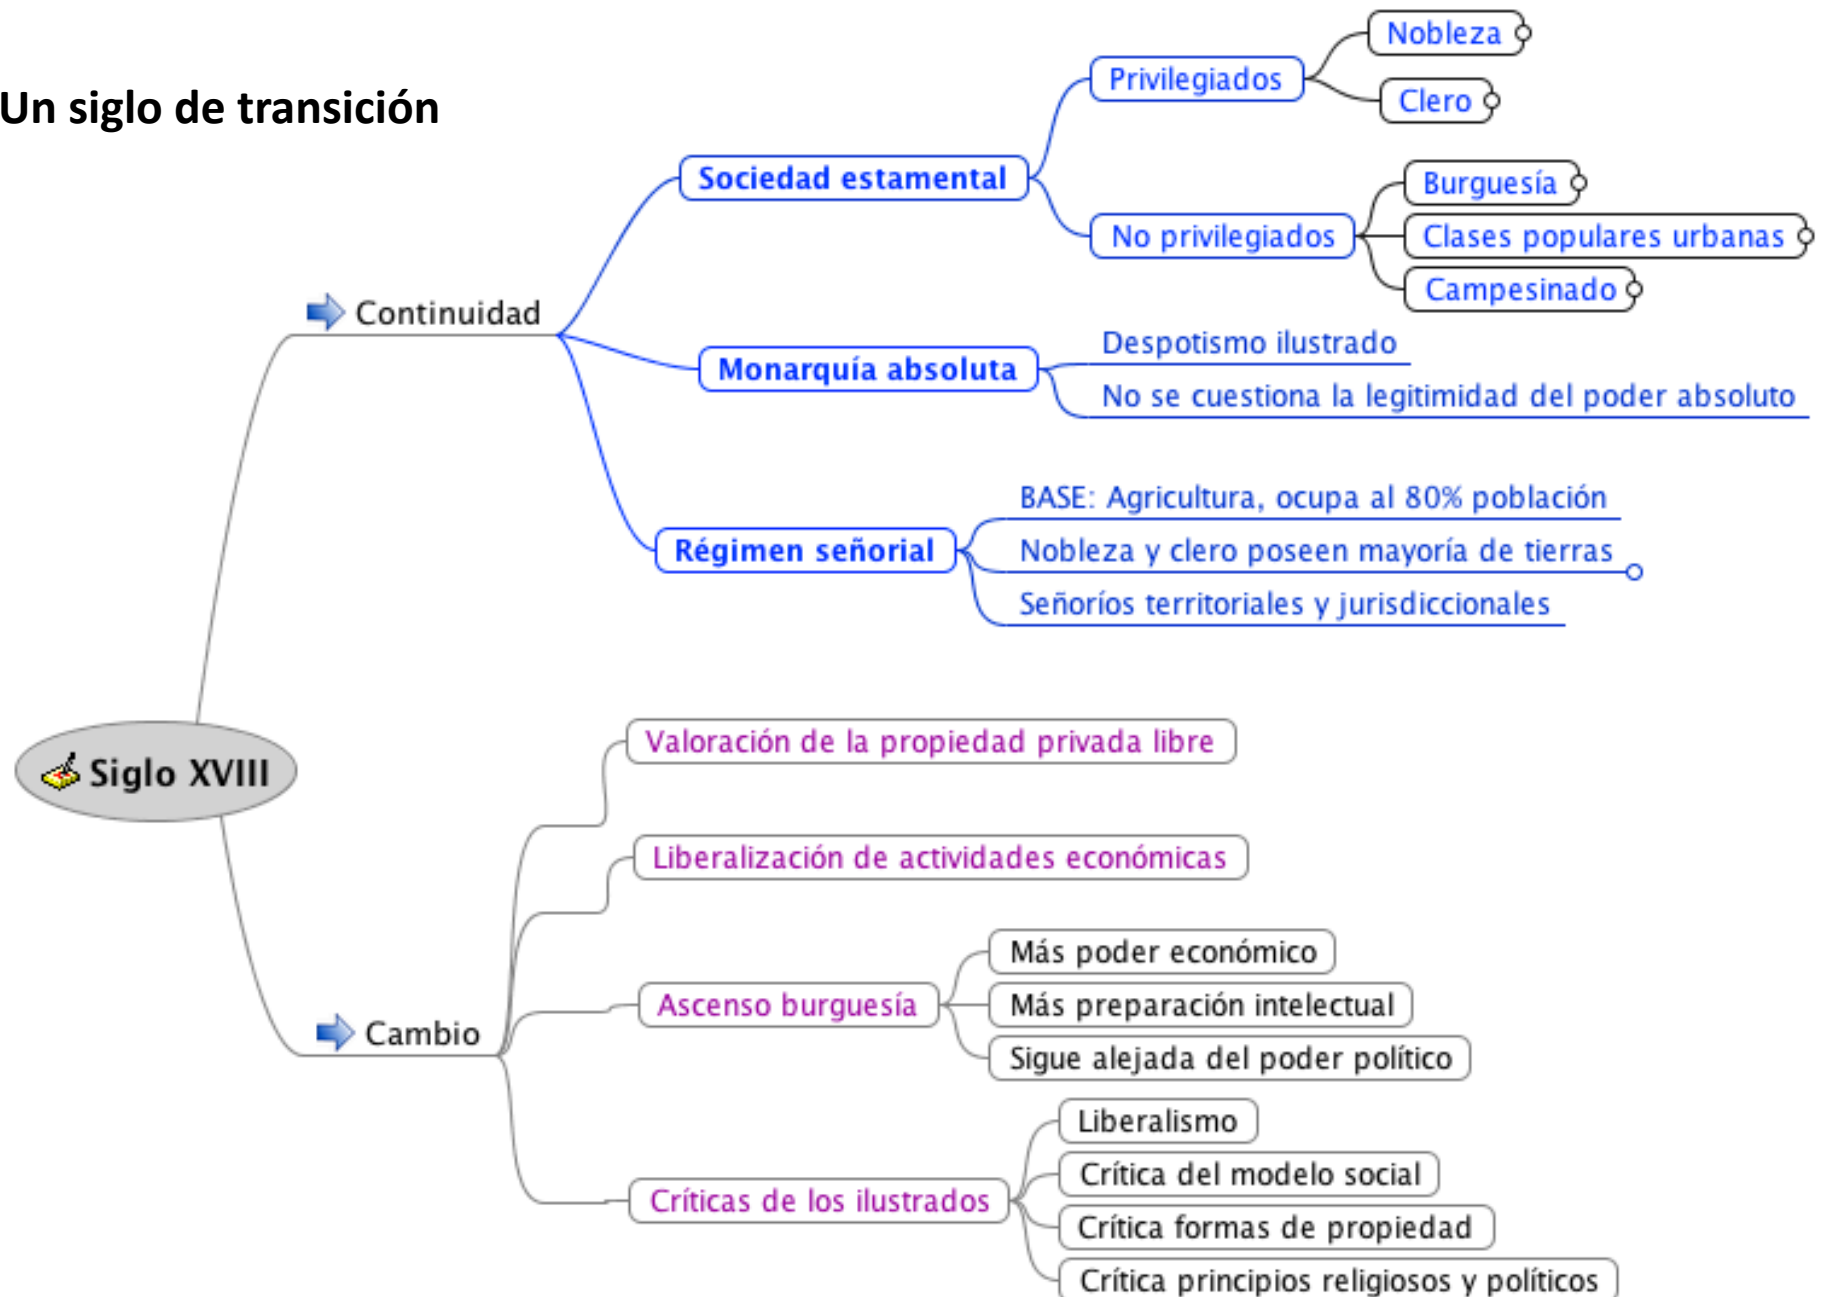 Un siglo de transición
Siglo XVIII
Continuidad
Sociedad estamental
Privilegiados
Nobleza
Clero
No privilegiados
Burguesía
Clases populares urbanas
Campesinado
Monarquía absoluta
Despotismo ilustrado
No se cuestiona la legitimidad del poder absoluto
Régimen señorial
BASE: Agricultura, ocupa al 80% población
Nobleza y clero poseen mayoría de tierras
Señoríos territoriales y jurisdiccionales
Cambio
Valoración de la propiedad privada libre
Liberalización de actividades económicas
Ascenso burguesía
Más poder económico
Más preparación intelectual
Sigue alejada del poder político
Críticas de los ilustrados
Liberalismo
Crítica del modelo social
Crítica formas de propiedad
Crítica principios religiosos y políticos